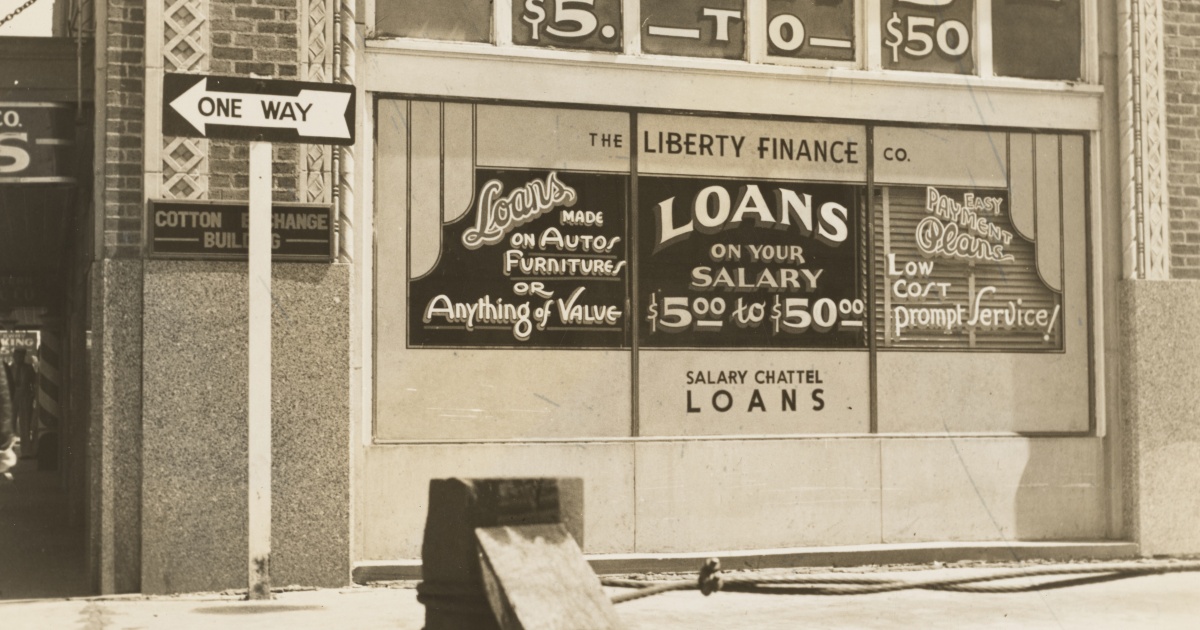 $5. — TO — $50
CO.
S
ONE WAY
COTTON EXCHANGE
BUILDING
THE LIBERTY FINANCE CO.
Loans
MADE
ON AUTOS
FURNITURES
OR
Anything of VALUE
LOANS
ON YOUR
SALARY
$5.00 to $50.00
EASY
PAYMENT
Plans
LOW
COST
prompt Service!
SALARY CHATTEL
LOANS